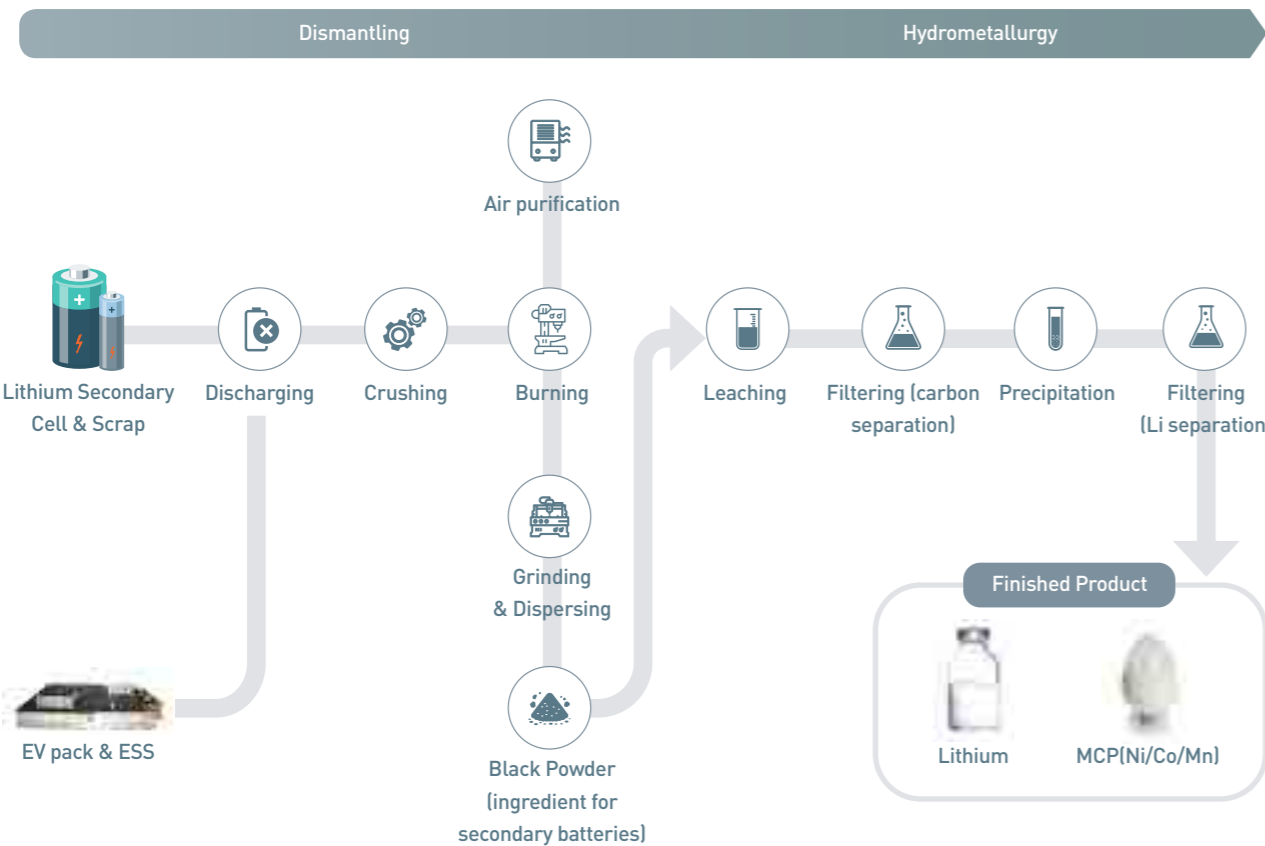 Dismantling
Hydrometallurgy
Air purification
Lithium Secondary
Cell & Scrap
Discharging
Crushing
Burning
Leaching
Filtering (carbon
separation)
Precipitation
Filtering
(Li separation
Grinding
& Dispersing
EV pack & ESS
Black Powder
(ingredient for
secondary batteries)
Finished Product
Lithium
MCP(Ni/Co/Mn)